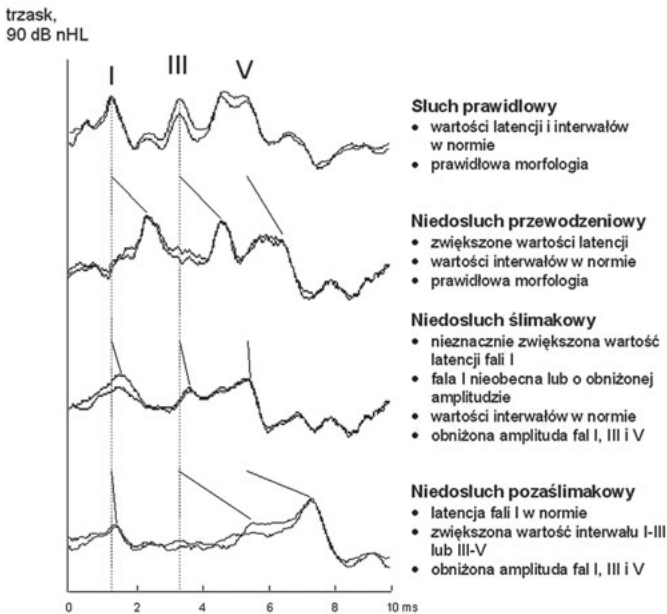 trzask,
90 dB nHL
I III V
Słuch prawidłowy
• wartości latencji i interwałów
w normie
• prawidłowa morfologia
Niedosłuch przewodzeniowy
• zwiększone wartości latencji
• wartości interwałów w normie
• prawidłowa morfologia
Niedosłuch ślimakowy
• nieznacznie zwiększona wartość
latencji fali I
• fala I nieobecna lub o obniżonej
amplitudzie
• wartości interwałów w normie
• obniżona amplituda fal I, III i V
Niedosłuch pozaślimakowy
• latencja fali I w normie
• zwiększona wartość interwału I-III
lub III-V
• obniżona amplituda fal I, III i V
0 2 4 6 8 10 ms